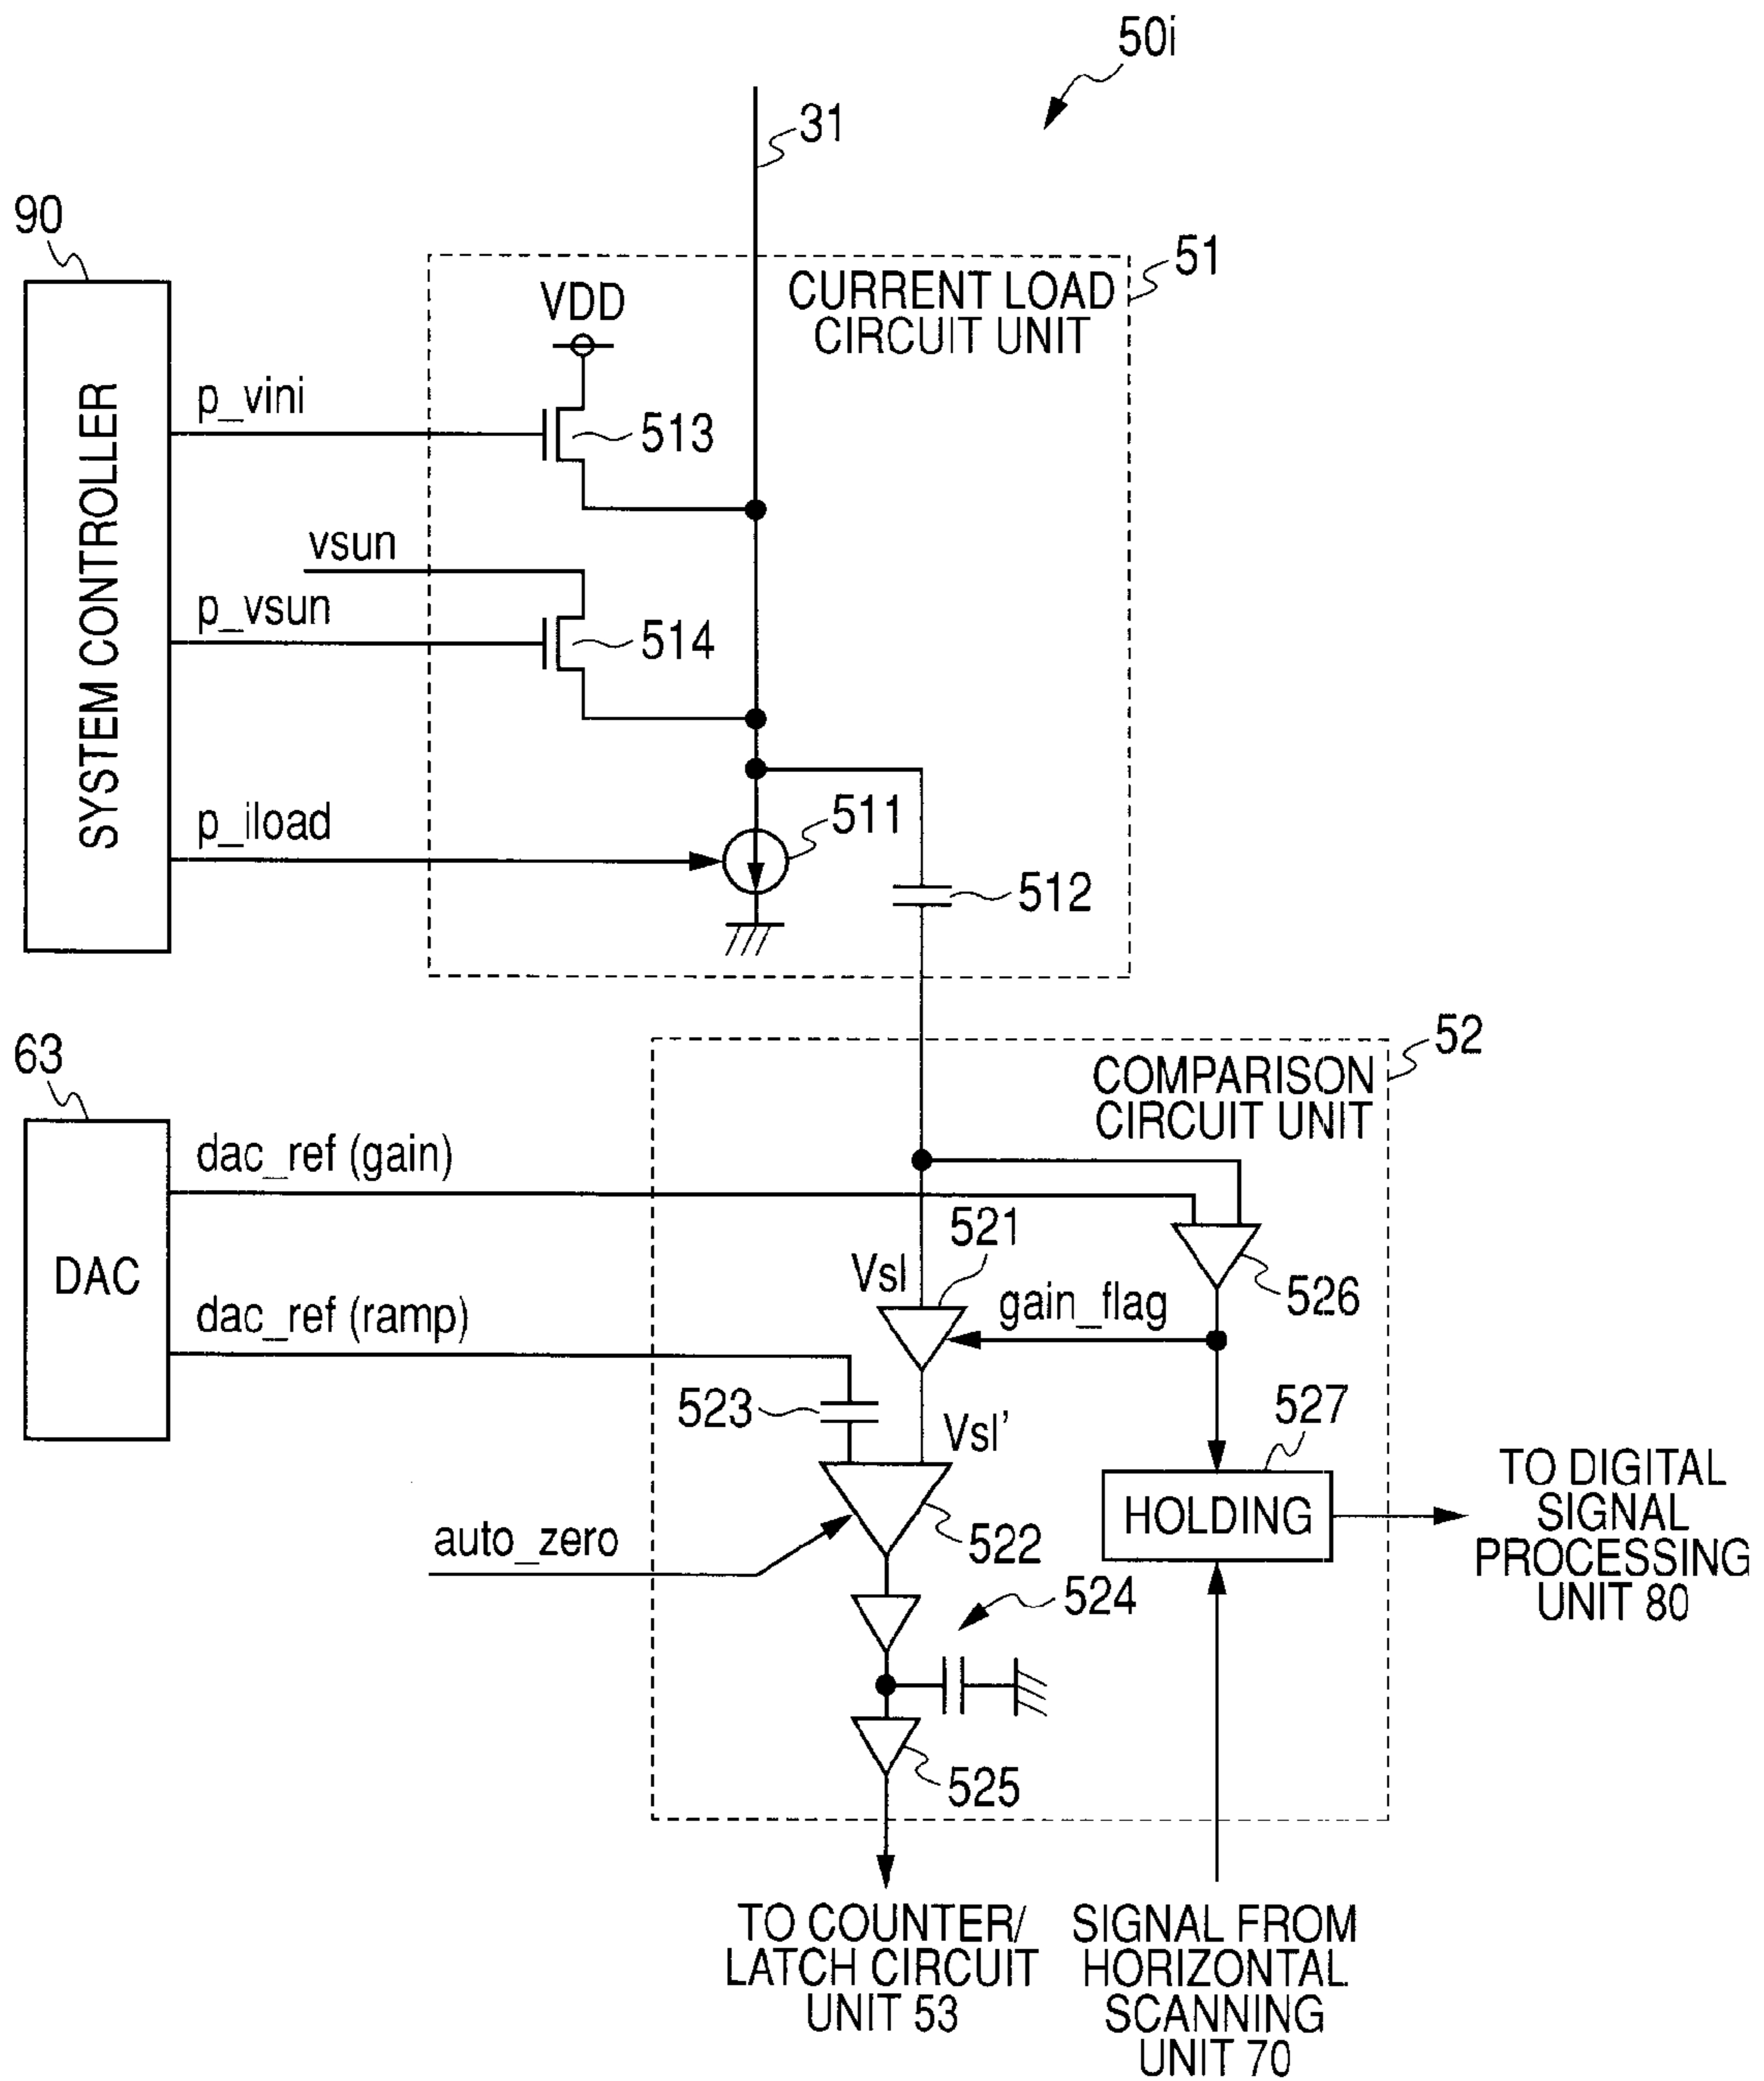 50i
31
90
51
CURRENT LOAD
CIRCUIT UNIT
VDD
SYSTEM CONTROLLER
p_vini
513
vsun
p_vsun
514
p_iload
511
512
63
52
COMPARISON
CIRCUIT UNIT
DAC
dac_ref (gain)
521
Vsl
gain_flag
526
dac_ref (ramp)
523
Vsl'
527
HOLDING
TO DIGITAL
SIGNAL
PROCESSING
UNIT 80
auto_zero
522
524
525
TO COUNTER/
LATCH CIRCUIT
UNIT 53
SIGNAL FROM
HORIZONTAL
SCANNING
UNIT 70